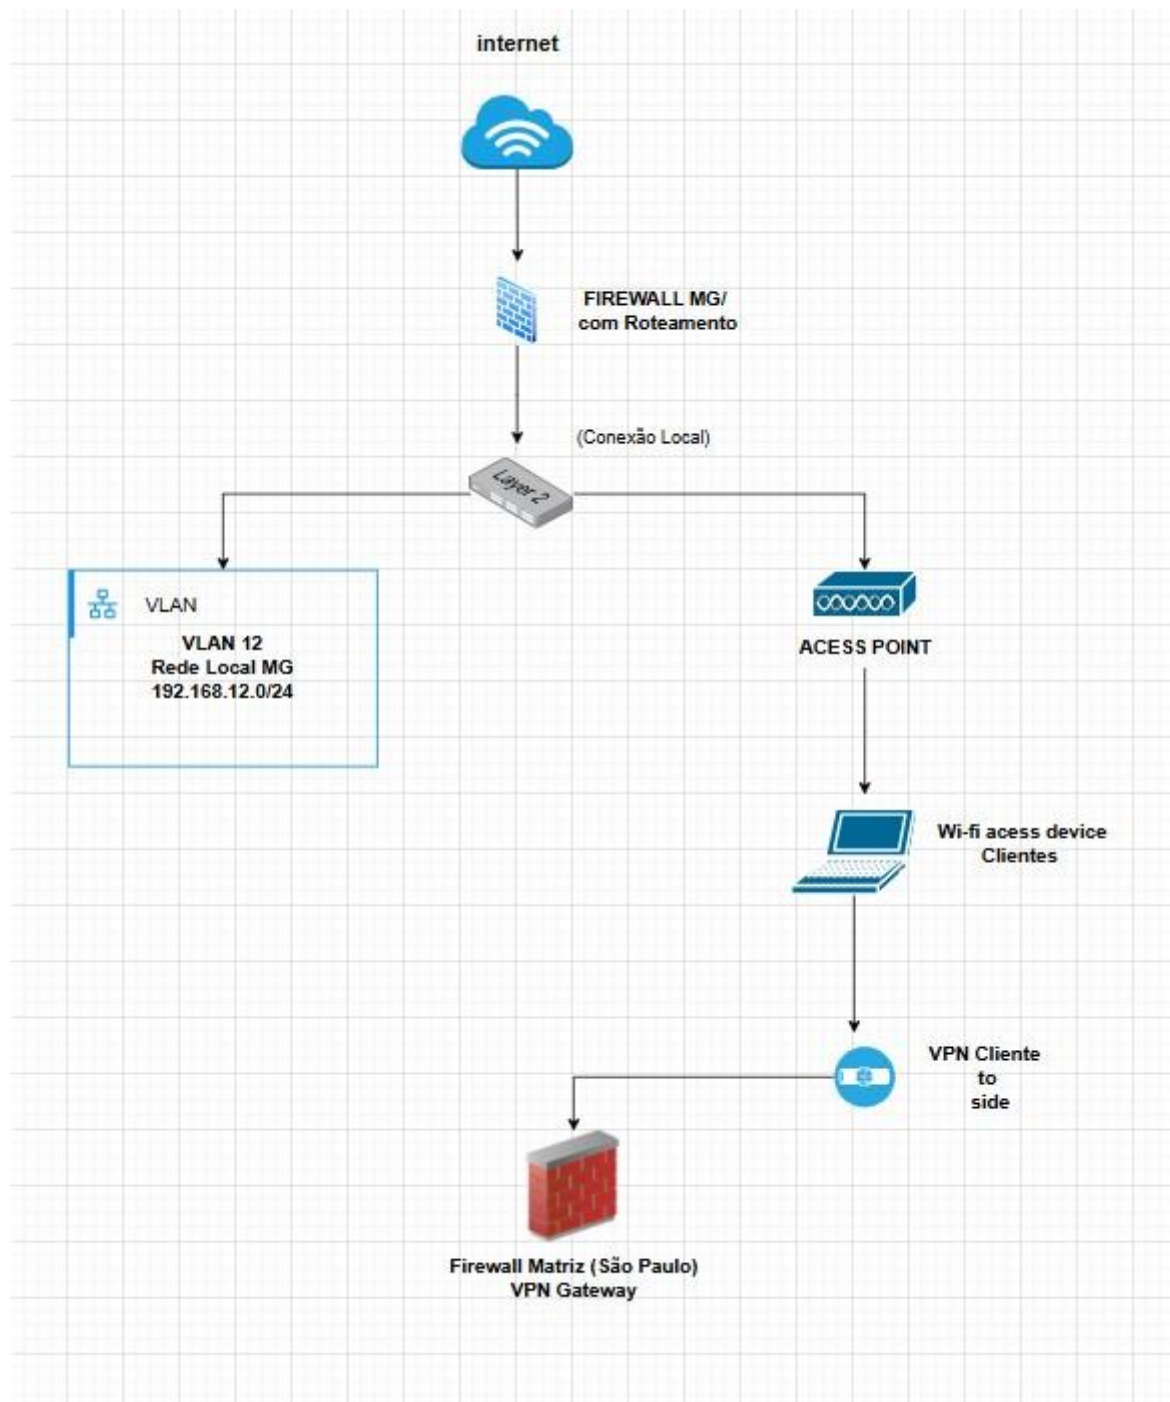 internet
FIREWALL MG/
com Roteamento
(Conexão Local)
Layer 2
VLAN
VLAN 12
Rede Local MG
192.168.12.0/24
ACESS POINT
Wi-fi acess device
Clientes
VPN Cliente
to
side
Firewall Matriz (São Paulo)
VPN Gateway